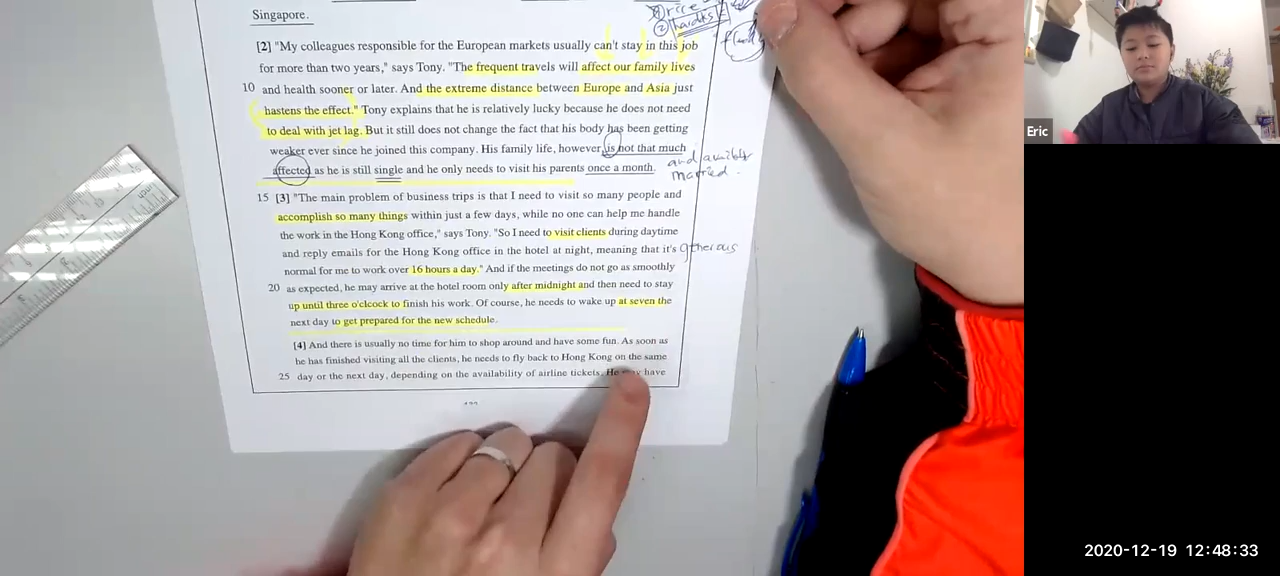 Singapore.
② hardks
[2] "My colleagues responsible for the European markets usually can't stay in this job
for more than two years," says Tony. "The frequent travels will affect our family lives
10 and health sooner or later. And the extreme distance between Europe and Asia just
hastens the effect." Tony explains that he is relatively lucky because he does not need
to deal with jet lag. But it still does not change the fact that his body has been getting
weaker ever since he joined this company. His family life, however, is not that much
affected as he is still single and he only needs to visit his parents once a month.
and
married.
15 [3] "The main problem of business trips is that I need to visit so many people and
accomplish so many things within just a few days, while no one can help me handle
the work in the Hong Kong office," says Tony. "So I need to visit clients during daytime
and reply emails for the Hong Kong office in the hotel at night, meaning that it's
normal for me to work over 16 hours a day." And if the meetings do not go as smoothly
20 as expected, he may arrive at the hotel room only after midnight and then need to stay
up until three o'clcock to finish his work. Of course, he needs to wake up at seven the
next day to get prepared for the new schedule.
[4] And there is usually no time for him to shop around and have some fun. As soon as
he has finished visiting all the clients, he needs to fly back to Hong Kong on the same
25 day or the next day, depending on the availability of airline tickets. He may have
Eric
2020-12-19 12:48:33